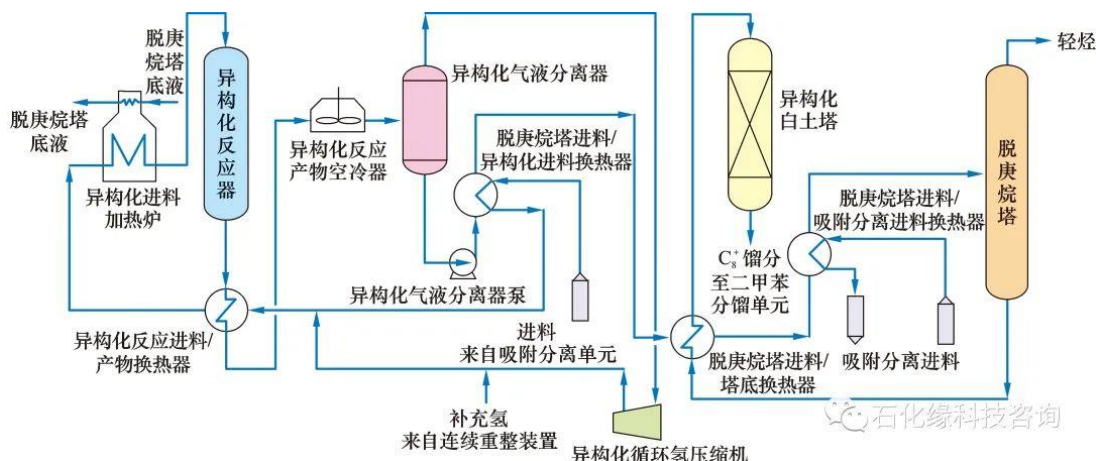 脱庚
烷塔
底液
脱庚烷塔
底液
异构化进料
加热炉
异构化反应器
异构化反应进料/
产物换热器
异构化反应
产物空冷器
异构化气液分离器
脱庚烷塔进料/
异构化进料换热器
异构化气液分离器泵
进料
来自吸附分离单元
补充氢
来自连续重整装置
异构化循环氢压缩机
异构化
白土塔
C₈⁺馏分
至二甲苯
分馏单元
脱庚烷塔进料/
塔底换热器
脱庚烷塔进料/
吸附分离进料换热器
吸附分离进料
脱庚烷塔
轻烃
石化缘科技咨询